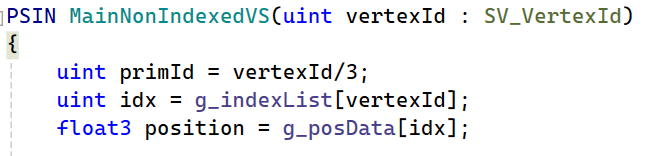 PSIN MainNonIndexedVS(uint vertexId : SV_VertexId)
{
    uint primId = vertexId/3;
    uint idx = g_indexList[vertexId];
    float3 position = g_posData[idx];